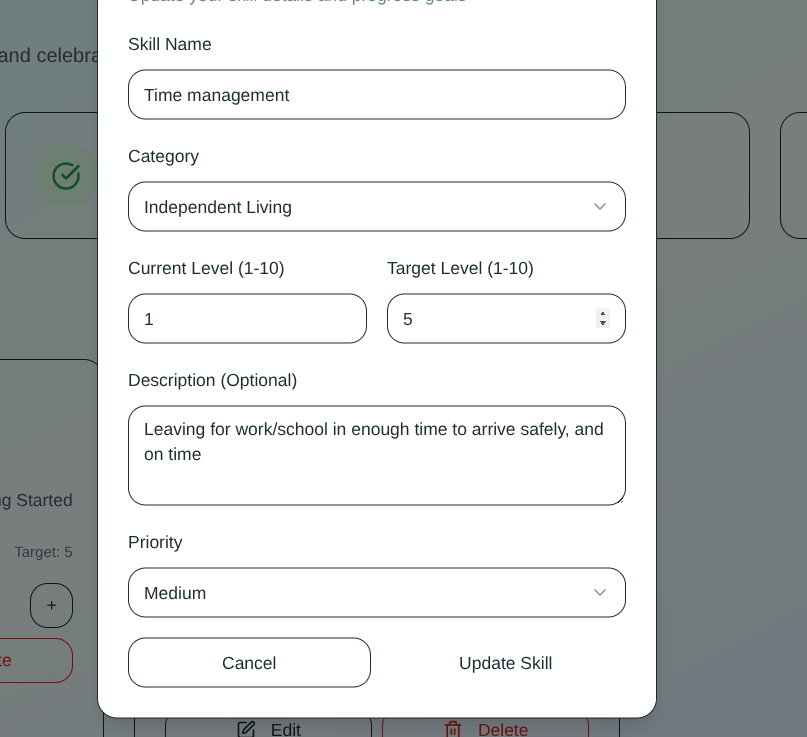 Update your skill details and progress goals
and celebra
Skill Name
Time management
Category
Independent Living
Current Level (1-10)
Target Level (1-10)
1
5
Description (Optional)
Leaving for work/school in enough time to arrive safely, and
on time
g Started
Target: 5
Priority
Medium
+
te
Cancel
Update Skill
Edit
Delete